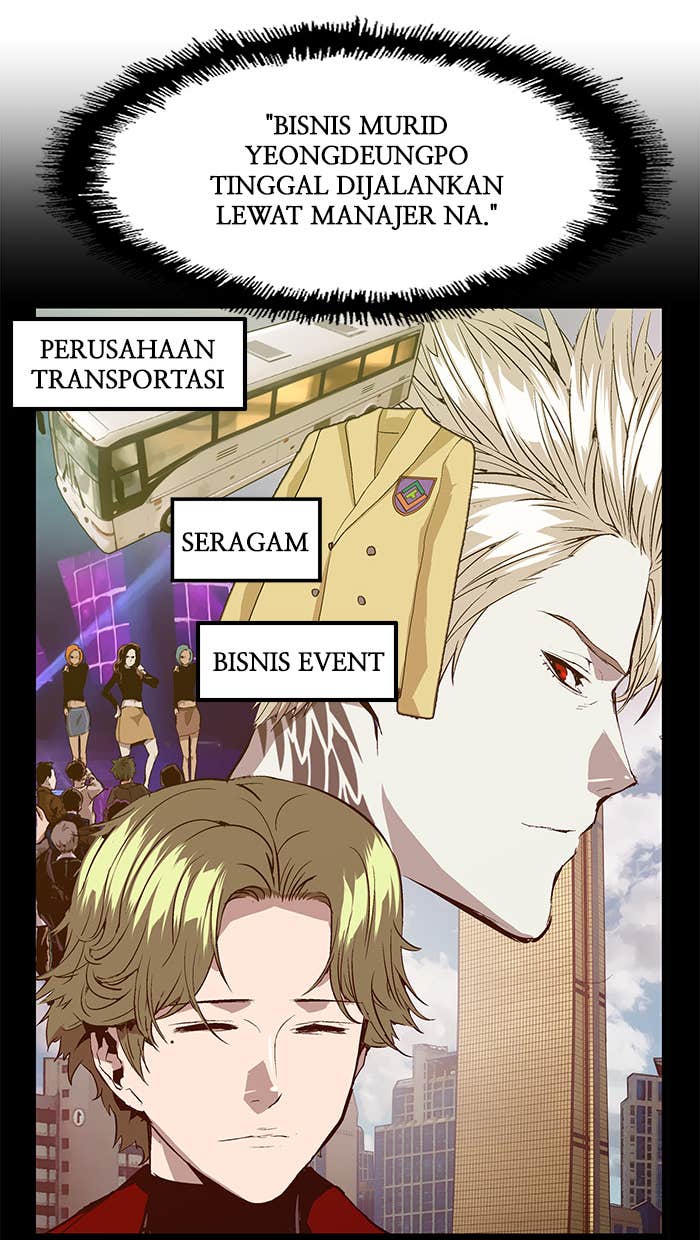 "BISNIS MURID
YEONGDEUNGPO
TINGGAL DIJALANKAN
LEWAT MANAJER NA."
PERUSAHAAN
TRANSPORTASI
SERAGAM
BISNIS EVENT